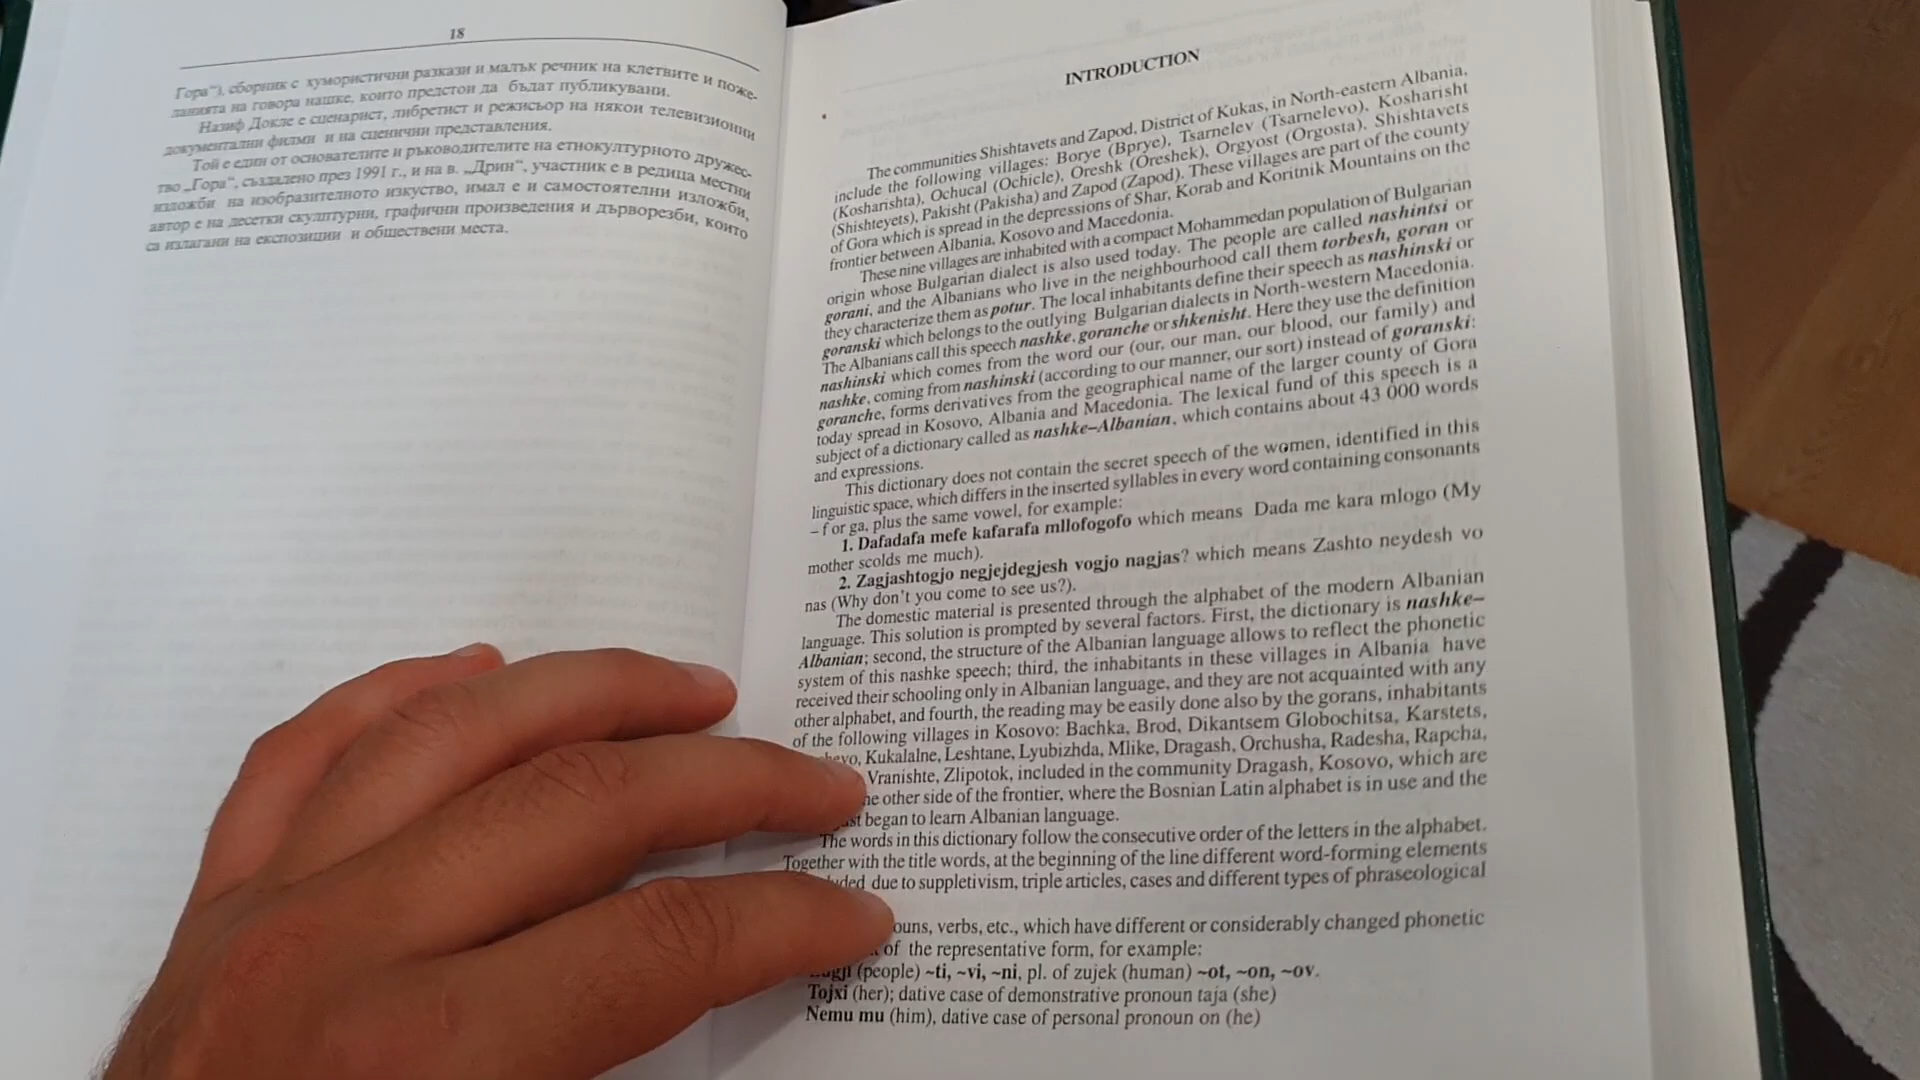 18
Гора“), сборник с хумористични разкази и малък речник на клетвите и поже-
ланията на говора нашке, които предстои да бъдат публикувани.
Назиф Докле е сценарист, либретист и режисьор на някои телевизионни
документални филми и на сценични представления.
Той е един от основателите и ръководителите на етнокултурното дружес-
тво „Гора“, създадено през 1991 г., и на в. „Дрин“, участник е в редица местни
изложби на изобразителното изкуство, имал е и самостоятелни изложби,
автор е на десетки скулптурни, графични произведения и дърворезби, които
са излагани на експозиции и обществени места.
INTRODUCTION
The communities Shishtavets and Zapod, District of Kukas, in North-eastern Albania,
include the following villages: Borye (Bprye), Tsarnelev (Tsarnelevo), Kosharisht
(Kosharishta), Ochucal (Ochicle), Oreshk (Oreshek), Orgyost (Orgosta), Shishtavets
(Shishteyets), Pakisht (Pakisha) and Zapod (Zapod). These villages are part of the county
of Gora which is spread in the depressions of Shar, Korab and Koritnik Mountains on the
frontier between Albania, Kosovo and Macedonia.
These nine villages are inhabited with a compact Mohammedan population of Bulgarian
origin whose Bulgarian dialect is also used today. The people are called nashintsi or
gorani, and the Albanians who live in the neighbourhood call them torbesh, goran or
they characterize them as potur. The local inhabitants define their speech as nashinski or
goranski which belongs to the outlying Bulgarian dialects in North-western Macedonia.
The Albanians call this speech nashke, goranche or shkenisht. Here they use the definition
nashinski which comes from the word our (our, our man, our blood, our family) and
nashke, coming from nashinski (according to our manner, our sort) instead of goranski:
goranche, forms derivatives from the geographical name of the larger county of Gora
today spread in Kosovo, Albania and Macedonia. The lexical fund of this speech is a
subject of a dictionary called as nashke–Albanian, which contains about 43 000 words
and expressions.
This dictionary does not contain the secret speech of the women, identified in this
linguistic space, which differs in the inserted syllables in every word containing consonants
– f or ga, plus the same vowel, for example:
1. Dafadafa mefe kafarafa mllofogofo which means Dada me kara mlogo (My
mother scolds me much).
2. Zagjashtogjo negjejdegjesh vogjo nagjas? which means Zashto neydesh vo
nas (Why don’t you come to see us?).
The domestic material is presented through the alphabet of the modern Albanian
language. This solution is prompted by several factors. First, the dictionary is nashke–
Albanian; second, the structure of the Albanian language allows to reflect the phonetic
system of this nashke speech; third, the inhabitants in these villages in Albania have
received their schooling only in Albanian language, and they are not acquainted with any
other alphabet, and fourth, the reading may be easily done also by the gorans, inhabitants
of the following villages in Kosovo: Bachka, Brod, Dikantsem Globochitsa, Karstets,
Kukalalne, Leshtane, Lyubizhda, Mlike, Dragash, Orchusha, Radesha, Rapcha,
Vranishte, Zlipotok, included in the community Dragash, Kosovo, which are
other side of the frontier, where the Bosnian Latin alphabet is in use and the
began to learn Albanian language.
The words in this dictionary follow the consecutive order of the letters in the alphabet.
Together with the title words, at the beginning of the line different word-forming elements
due to suppletivism, triple articles, cases and different types of phraseological
verbs, etc., which have different or considerably changed phonetic
of the representative form, for example:
(people) ~ti, ~vi, ~ni, pl. of zujek (human) ~ot, ~on, ~ov.
Tojxi (her); dative case of demonstrative pronoun taja (she)
Nemu mu (him), dative case of personal pronoun on (he)